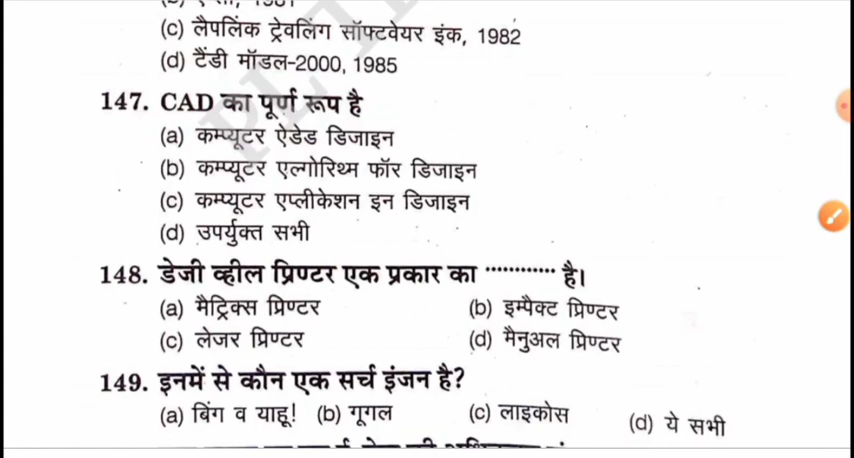 (c) लैपलिंक ट्रेवलिंग सॉफ्टवेयर इंक, 1982
(d) टैंडी मॉडल-2000, 1985
147. CAD का पूर्ण रूप है
(a) कम्प्यूटर ऐडेड डिजाइन
(b) कम्प्यूटर एल्गोरिथ्म फॉर डिजाइन
(c) कम्प्यूटर एप्लीकेशन इन डिजाइन
(d) उपर्युक्त सभी
148. डेजी व्हील प्रिण्टर एक प्रकार का ............ है।
(a) मैट्रिक्स प्रिण्टर (b) इम्पैक्ट प्रिण्टर
(c) लेजर प्रिण्टर (d) मैनुअल प्रिण्टर
149. इनमें से कौन एक सर्च इंजन है?
(a) बिंग व याहू! (b) गूगल (c) लाइकोस (d) ये सभी